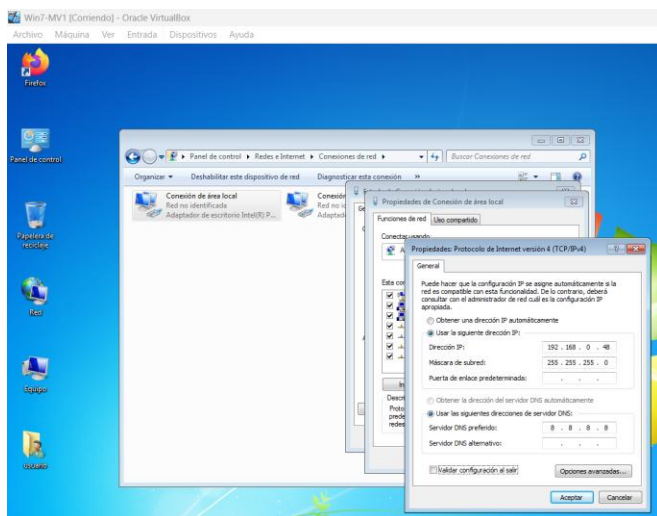 Win7-MV1 [Corriendo] - Oracle VirtualBox
Archivo Máquina Ver Entrada Dispositivos Ayuda
Firefox
Panel de control
Papelera de reciclaje
Red
Equipo
usuario
Panel de control Redes e Internet Conexiones de red
Buscar Conexiones de red
Organizar Deshabilitar este dispositivo de red Diagnosticar esta conexión »
Conexión de área local
Red no identificada
Adaptador de escritorio Intel(R) P...
Conexión
Red no
Propiedades de Conexión de área local
Funciones de red Uso compartido
Conectar usando:
Propiedades: Protocolo de Internet versión 4 (TCP/IPv4)
General
Puede hacer que la configuración IP se asigne automáticamente si la
red es compatible con esta funcionalidad. De lo contrario, deberá
consultar con el administrador de red cuál es la configuración IP
apropiada.
Obtener una dirección IP automáticamente
Usar la siguiente dirección IP:
Dirección IP: 192 . 168 . 0 . 48
Máscara de subred: 255 . 255 . 255 . 0
Puerta de enlace predeterminada: . . .
Obtener la dirección del servidor DNS automáticamente
Usar las siguientes direcciones de servidor DNS:
Servidor DNS preferido: 8 . 8 . 8 . 8
Servidor DNS alternativo: . . .
Validar configuración al salir
Opciones avanzadas...
Aceptar Cancelar